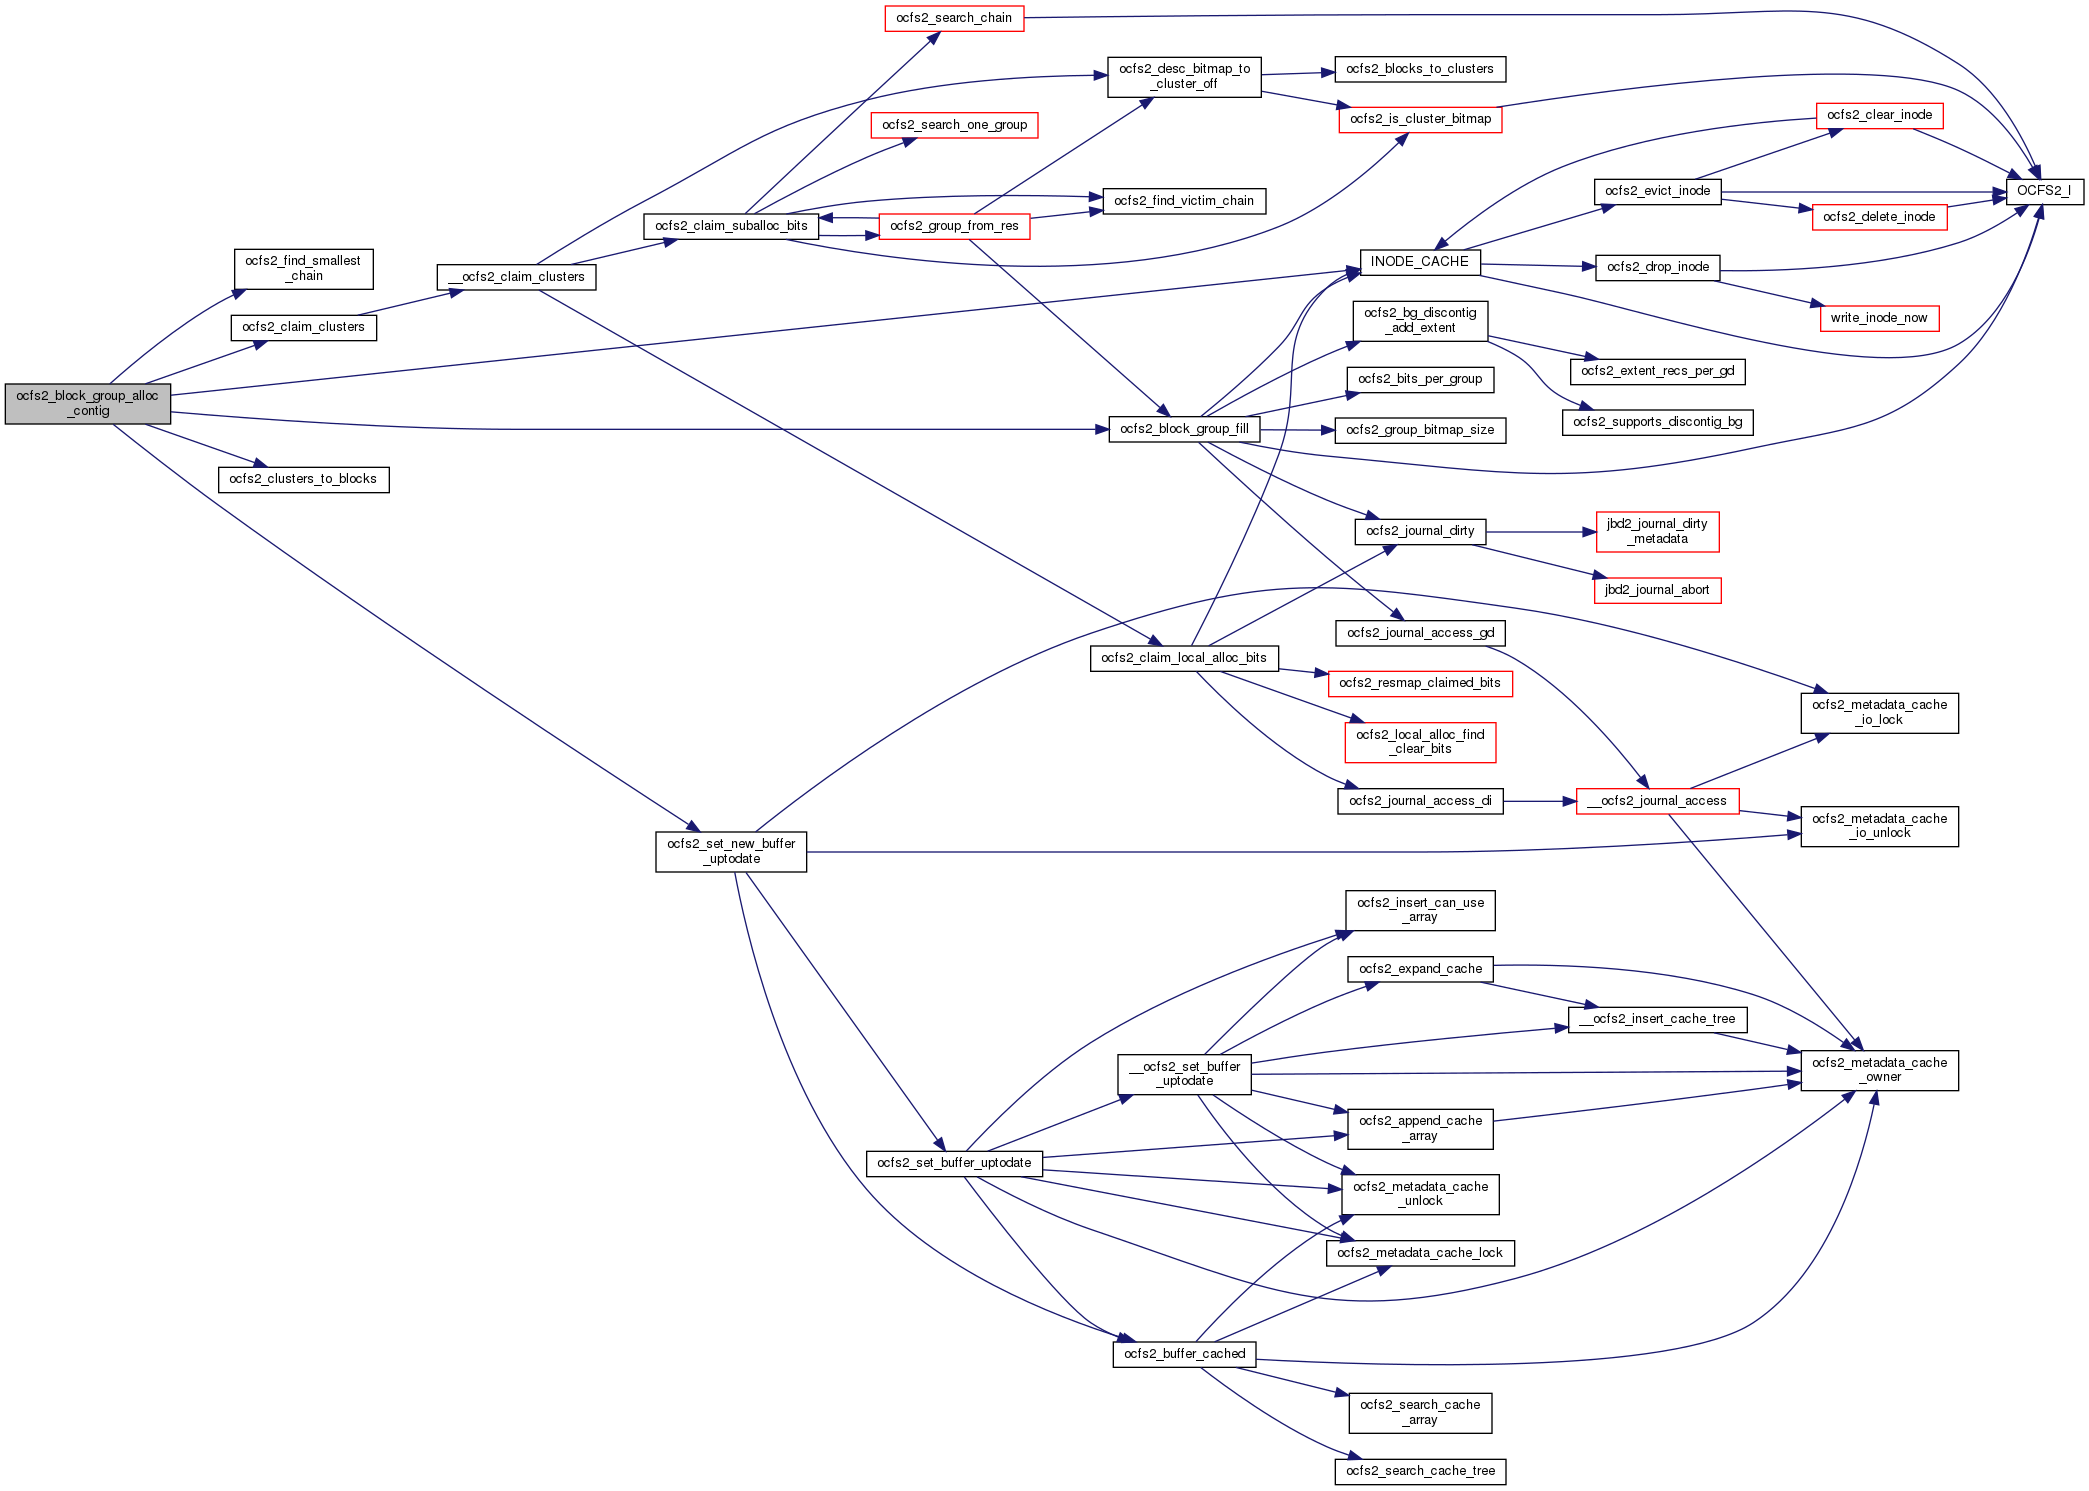 ocfs2_block_group_alloc
_contig
ocfs2_find_smallest
_chain
ocfs2_claim_clusters
ocfs2_clusters_to_blocks
__ocfs2_claim_clusters
ocfs2_claim_suballoc_bits
ocfs2_set_new_buffer
_uptodate
ocfs2_search_chain
ocfs2_search_one_group
ocfs2_group_from_res
ocfs2_set_buffer_uptodate
ocfs2_desc_bitmap_to
_cluster_off
ocfs2_find_victim_chain
ocfs2_block_group_fill
ocfs2_claim_local_alloc_bits
__ocfs2_set_buffer
_uptodate
ocfs2_buffer_cached
ocfs2_blocks_to_clusters
ocfs2_is_cluster_bitmap
INODE_CACHE
ocfs2_bg_discontig
_add_extent
ocfs2_bits_per_group
ocfs2_group_bitmap_size
ocfs2_journal_dirty
ocfs2_journal_access_gd
ocfs2_resmap_claimed_bits
ocfs2_local_alloc_find
_clear_bits
ocfs2_journal_access_di
ocfs2_insert_can_use
_array
ocfs2_expand_cache
ocfs2_append_cache
_array
ocfs2_metadata_cache
_unlock
ocfs2_metadata_cache_lock
ocfs2_search_cache
_array
ocfs2_search_cache_tree
ocfs2_evict_inode
ocfs2_drop_inode
ocfs2_extent_recs_per_gd
ocfs2_supports_discontig_bg
jbd2_journal_dirty
_metadata
jbd2_journal_abort
__ocfs2_journal_access
__ocfs2_insert_cache_tree
ocfs2_clear_inode
ocfs2_delete_inode
write_inode_now
ocfs2_metadata_cache
_io_lock
ocfs2_metadata_cache
_io_unlock
ocfs2_metadata_cache
_owner
OCFS2_I